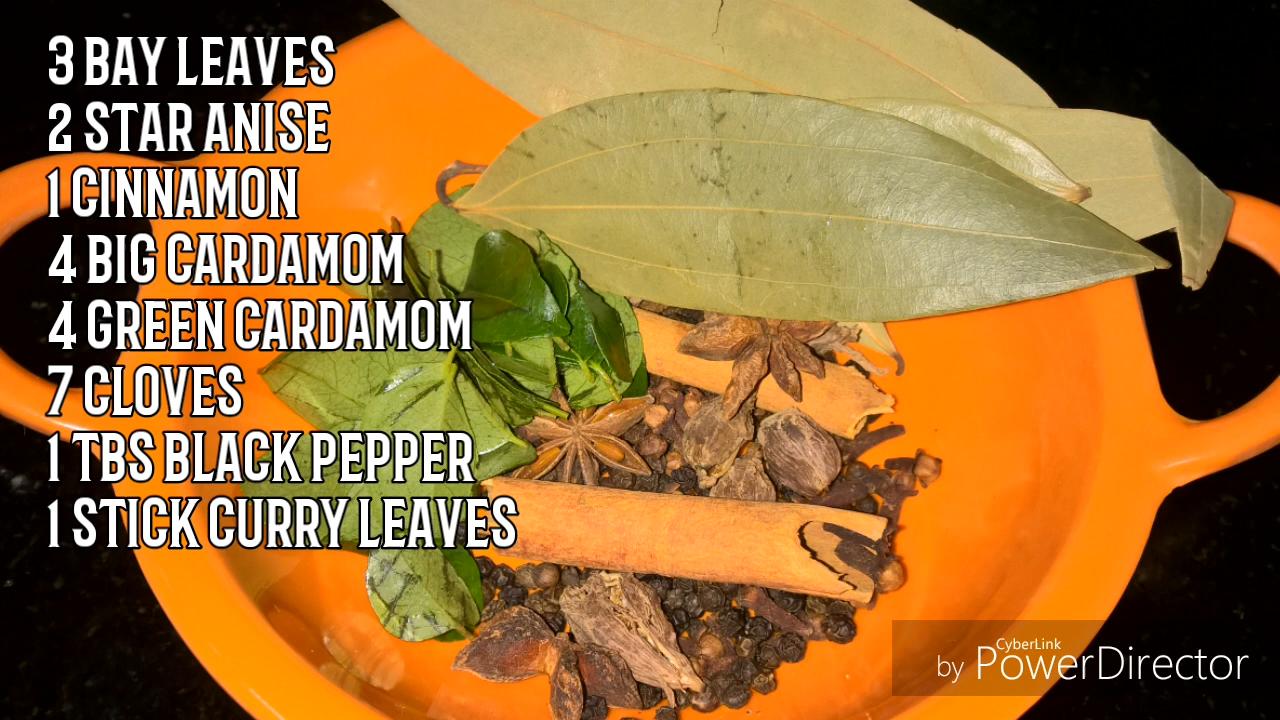 3 BAY LEAVES
2 STAR ANISE
1 CINNAMON
4 BIG CARDAMOM
4 GREEN CARDAMOM
7 CLOVES
1 TBS BLACK PEPPER
1 STICK CURRY LEAVES
CyberLink
by PowerDirector